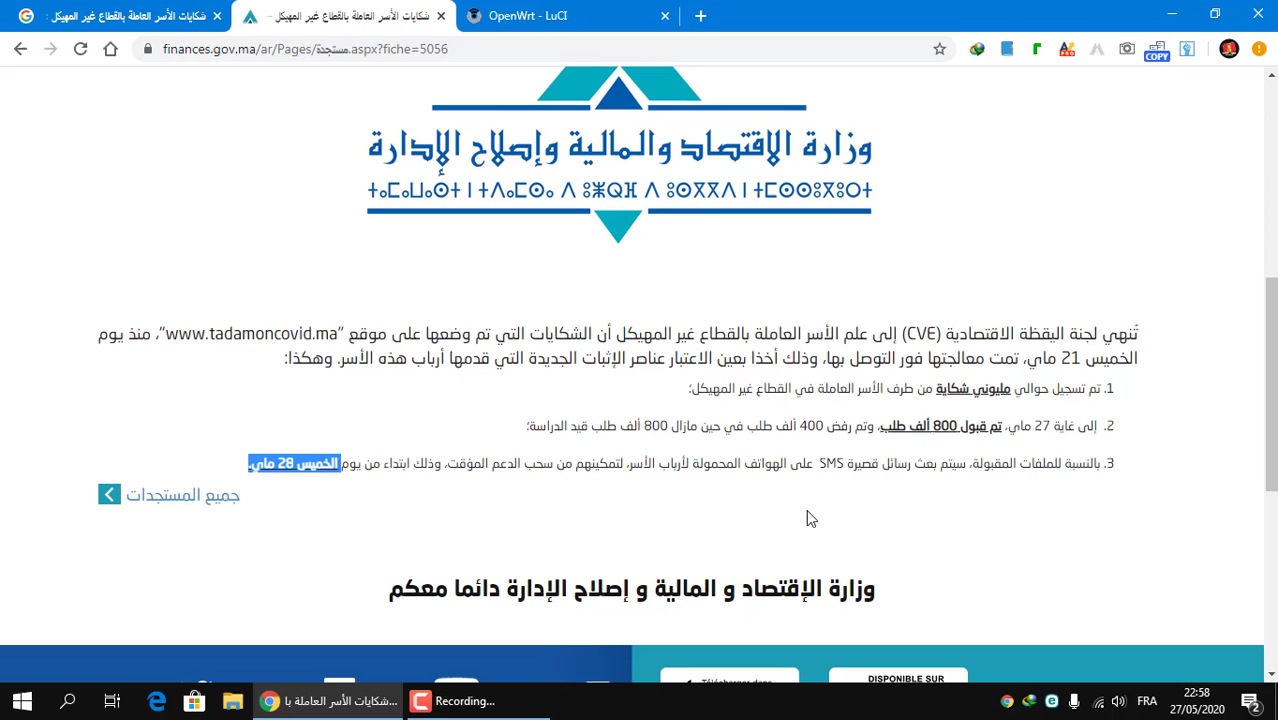 شكايات الأسر العاملة بالقطاع غير المهيكل :
شكايات الأسر العاملة بالقطاع غير المهيكل -
OpenWrt - LuCI
finances.gov.ma/ar/Pages/مستجدة.aspx?fiche=5056
COPY
وزارة الاقتصاد والمالية وإصلاح الإدارة
تُنهي لجنة اليقظة الاقتصادية (CVE) إلى علم الأسر العاملة بالقطاع غير المهيكل أن الشكايات التي تم وضعها على موقع "www.tadamoncovid.ma"، منذ يوم
الخميس 21 ماي، تمت معالجتها فور التوصل بها، وذلك أخذا بعين الاعتبار عناصر الإثبات الجديدة التي قدمها أرباب هذه الأسر. وهكذا:
1. تم تسجيل حوالي مليوني شكاية من طرف الأسر العاملة في القطاع غير المهيكل؛
2. إلى غاية 27 ماي، تم قبول 800 ألف طلب، وتم رفض 400 ألف طلب في حين مازال 800 ألف طلب قيد الدراسة؛
3. بالنسبة للملفات المقبولة، سيتم بعث رسائل قصيرة SMS على الهواتف المحمولة لأرباب الأسر، لتمكينهم من سحب الدعم المؤقت، وذلك ابتداء من يوم الخميس 28 ماي.
جميع المستجدات
وزارة الإقتصاد و المالية و إصلاح الإدارة دائما معكم
Télécharger dans
DISPONIBLE SUR
شكايات الأسر العاملة با...
Recording...
FRA
22:58
27/05/2020
2